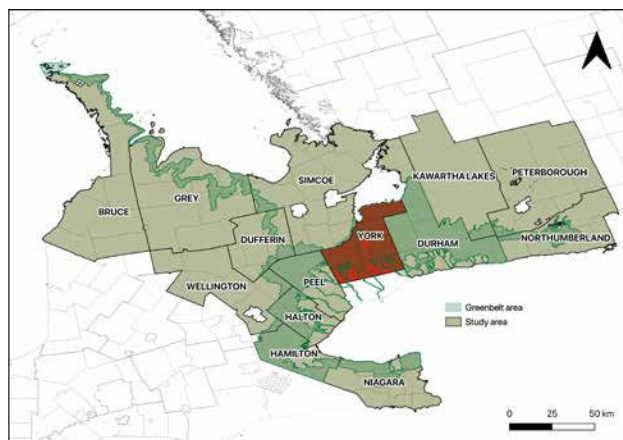 KAWARTHA LAKES
PETERBOROUGH
SIMCOE
GREY
BRUCE
YORK
DUFFERIN
DURHAM
NORTHUMBERLAND
PEEL
WELLINGTON
HALTON
HAMILTON
NIAGARA
Greenbelt area
Study area
0 25 50 km